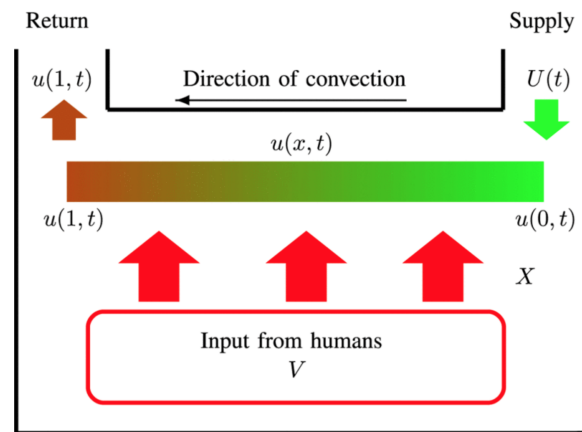 Return
Supply
u(1, t)
Direction of convection
U(t)
u(x, t)
u(1, t)
u(0, t)
X
Input from humans
V